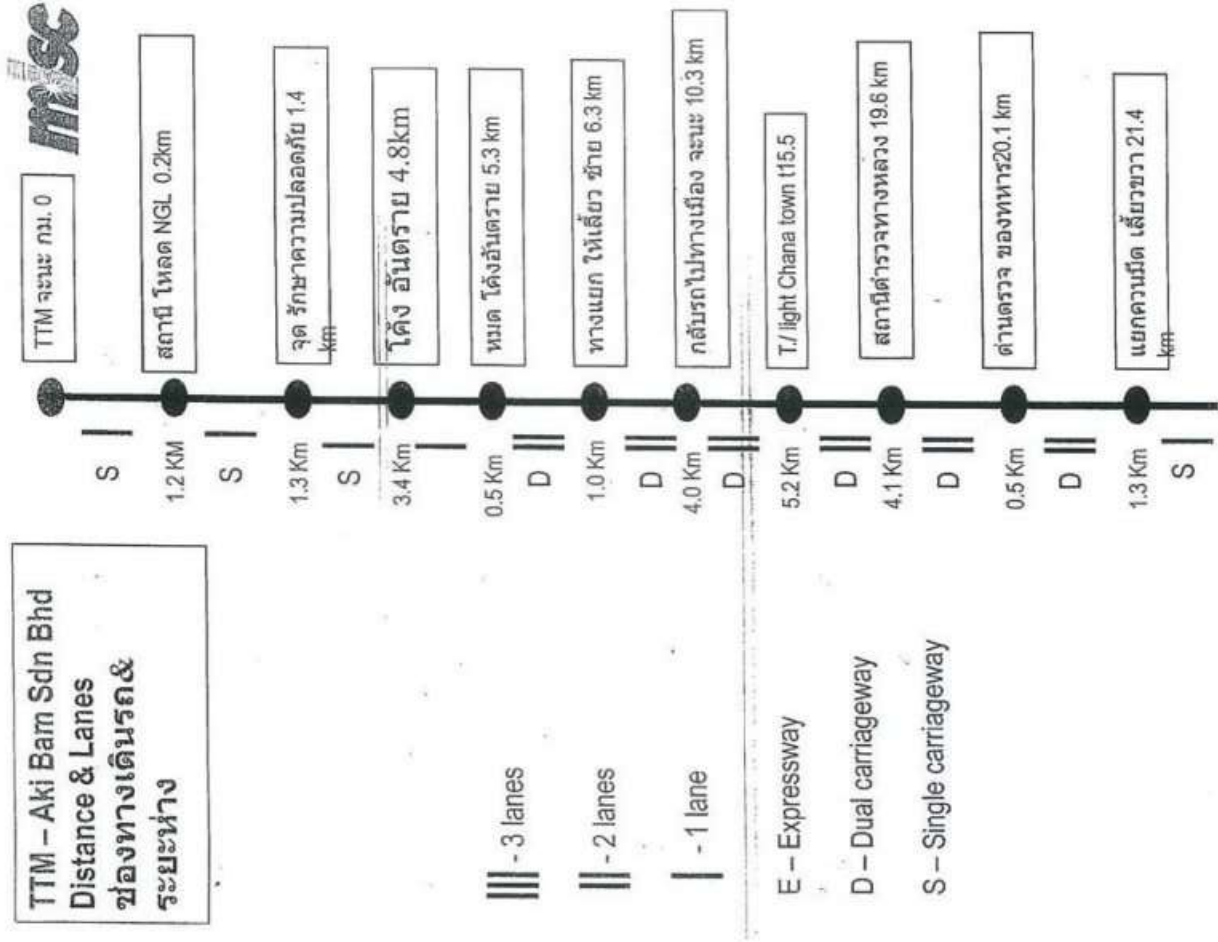 TTM – Aki Bam Sdn Bhd
Distance & Lanes
ช่องทางเดินรถ&
ระยะห่าง
misc
TTM จะนะ กม. 0
S
สถานี โหลด NGL 0.2km
1.2 KM
S
จุด รักษาความปลอดภัย 1.4
km
1.3 Km
S
โค้ง อันตราย 4.8km
3.4 Km
หมด โค้งอันตราย 5.3 km
0.5 Km
D
ทางแยก ให้เลี้ยว ซ้าย 6.3 km
1.0 Km
D
กลับรถไปทางเมือง จะนะ 10.3 km
4.0 Km
D
T./ light Chana town t15.5
5.2 Km
D
สถานีตำรวจทางหลวง 19.6 km
4.1 Km
D
ด่านตรวจ ของทหาร20.1 km
0.5 Km
D
แยกควนมีด เลี้ยวขวา 21.4
km
1.3 Km
S
- 3 lanes
- 2 lanes
- 1 lane
E – Expressway
D – Dual carriageway
S – Single carriageway